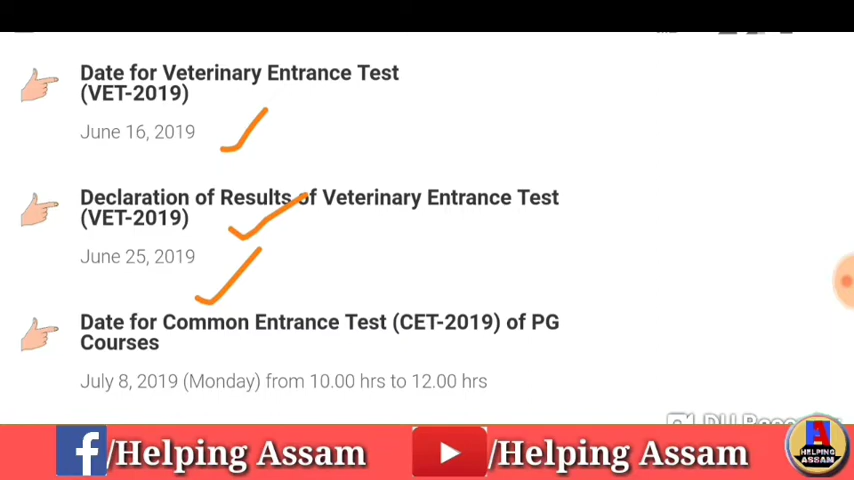 Date for Veterinary Entrance Test
(VET-2019)
June 16, 2019
Declaration of Results of Veterinary Entrance Test
(VET-2019)
June 25, 2019
Date for Common Entrance Test (CET-2019) of PG
Courses
July 8, 2019 (Monday) from 10.00 hrs to 12.00 hrs
f/Helping Assam
/Helping Assam
A
HELPING
ASSAM